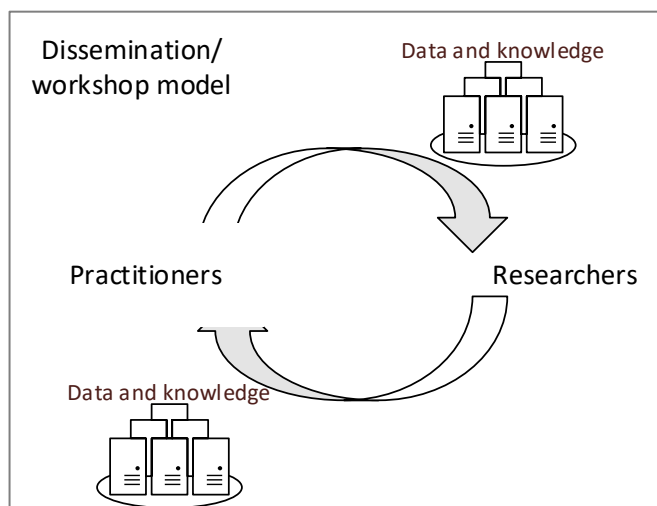 Dissemination/
workshop model
Data and knowledge
Practitioners
Researchers
Data and knowledge